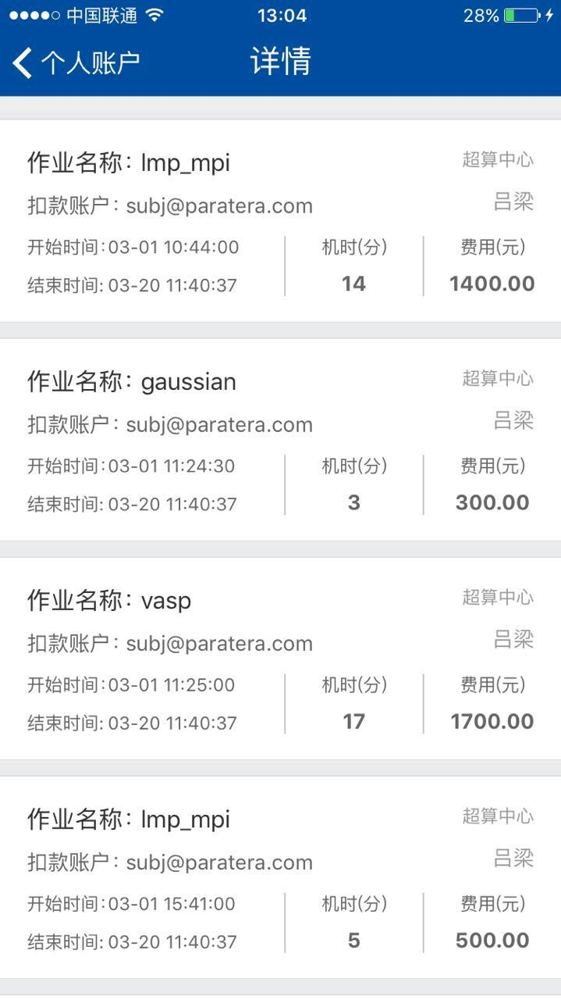 中国联通 13:04 28%
个人账户 详情
作业名称：lmp_mpi 超算中心
扣款账户：subj@paratera.com 吕梁
开始时间:03-01 10:44:00 机时(分) 费用(元)
结束时间: 03-20 11:40:37 14 1400.00
作业名称：gaussian 超算中心
扣款账户：subj@paratera.com 吕梁
开始时间:03-01 11:24:30 机时(分) 费用(元)
结束时间: 03-20 11:40:37 3 300.00
作业名称：vasp 超算中心
扣款账户：subj@paratera.com 吕梁
开始时间:03-01 11:25:00 机时(分) 费用(元)
结束时间: 03-20 11:40:37 17 1700.00
作业名称：lmp_mpi 超算中心
扣款账户：subj@paratera.com 吕梁
开始时间:03-01 15:41:00 机时(分) 费用(元)
结束时间: 03-20 11:40:37 5 500.00